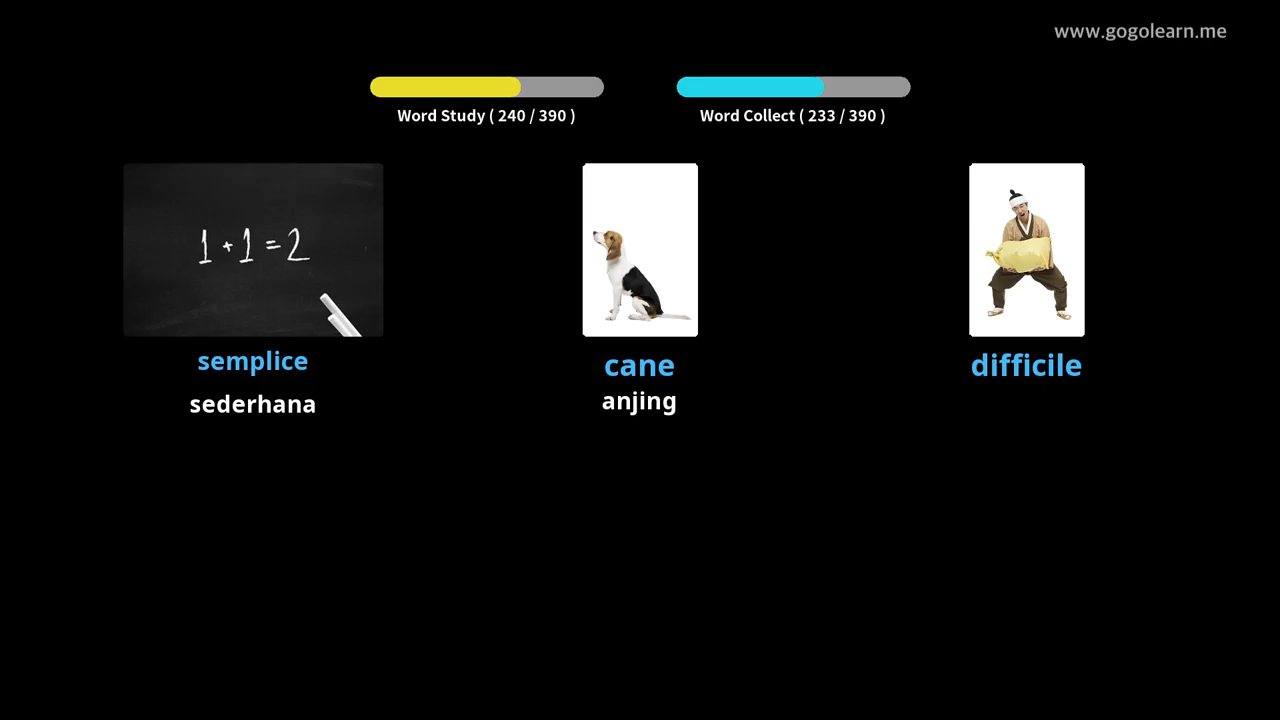 www.gogolearn.me
Word Study ( 240 / 390 )
Word Collect ( 233 / 390 )
1 + 1 = 2
semplice
sederhana
cane
anjing
difficile